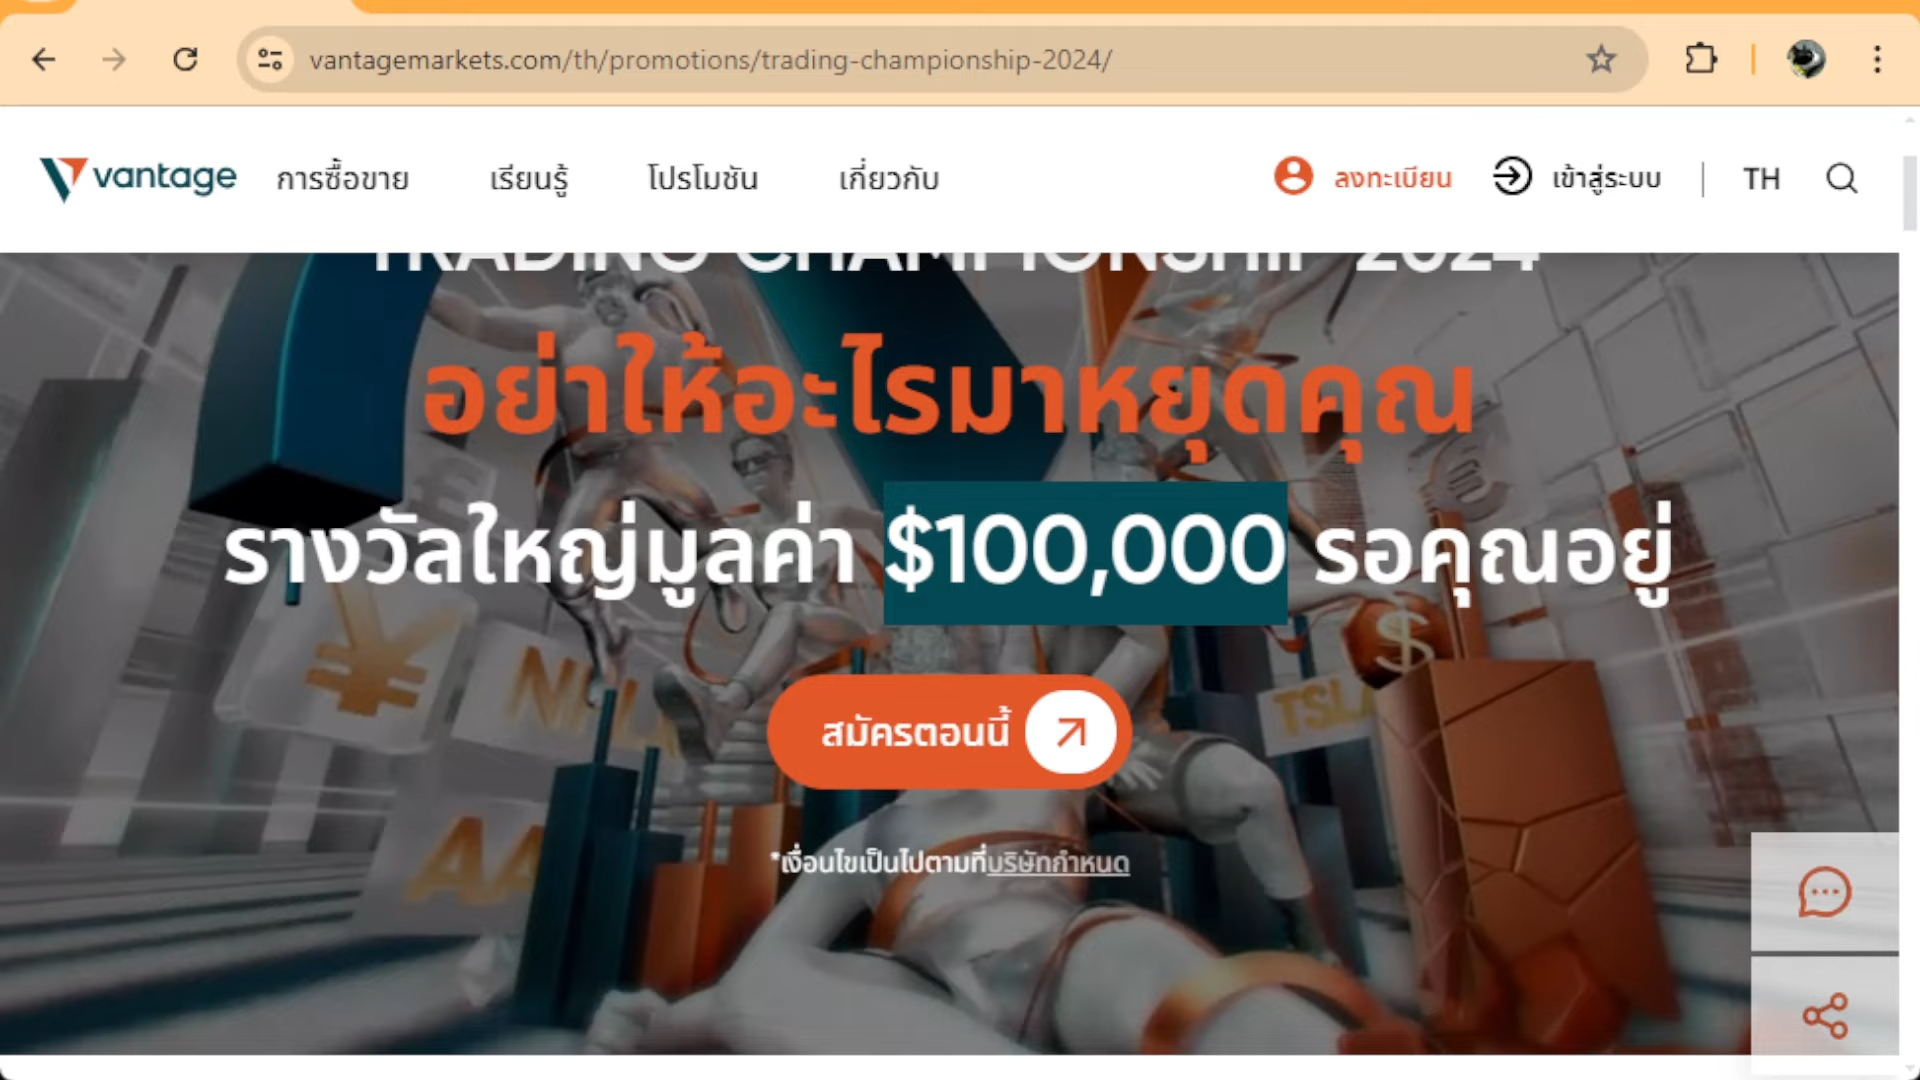 vantagemarkets.com/th/promotions/trading-championship-2024/
vantage การซื้อขาย เรียนรู้ โปรโมชัน เกี่ยวกับ ลงทะเบียน เข้าสู่ระบบ TH
TRADING CHAMPIONSHIP 2024
อย่าให้อะไรมาหยุดคุณ
รางวัลใหญ่มูลค่า $100,000 รอคุณอยู่
สมัครตอนนี้
*เงื่อนไขเป็นไปตามที่บริษัทกำหนด
TSLA